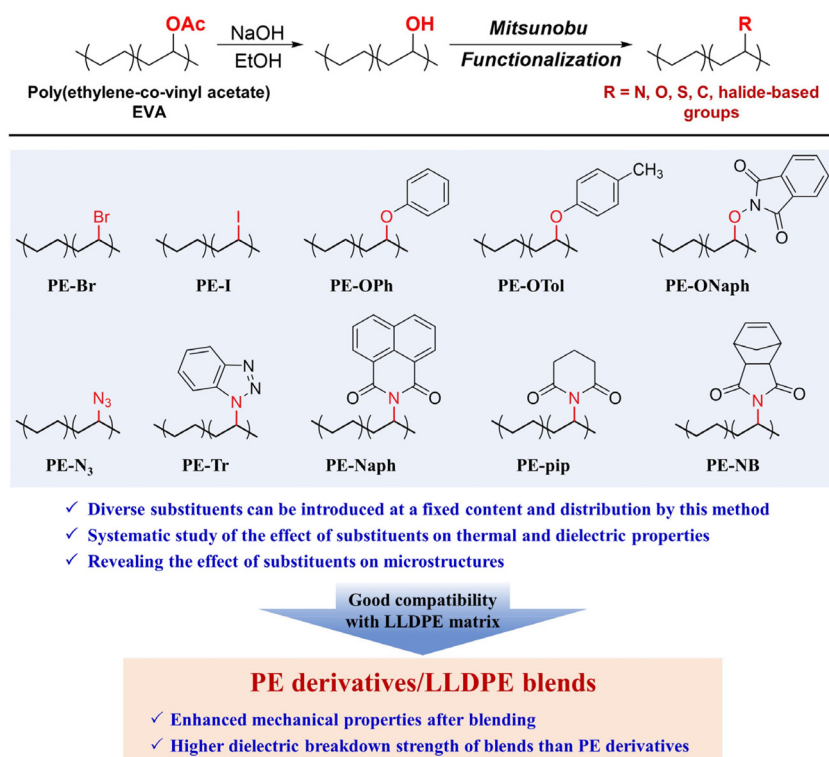 OAc
NaOH
EtOH
OH
Mitsunobu
Functionalization
R
Poly(ethylene-co-vinyl acetate)
EVA
R = N, O, S, C, halide-based
groups
Br
PE-Br
I
PE-I
O
PE-OPh
CH₃
O
PE-OTol
O
N
O
O
PE-ONaph
N₃
PE-N₃
N
N
N
PE-Tr
O
N
O
PE-Naph
O
N
O
PE-pip
O
N
O
PE-NB
✓ Diverse substituents can be introduced at a fixed content and distribution by this method
✓ Systematic study of the effect of substituents on thermal and dielectric properties
✓ Revealing the effect of substituents on microstructures
Good compatibility
with LLDPE matrix
PE derivatives/LLDPE blends
✓ Enhanced mechanical properties after blending
✓ Higher dielectric breakdown strength of blends than PE derivatives